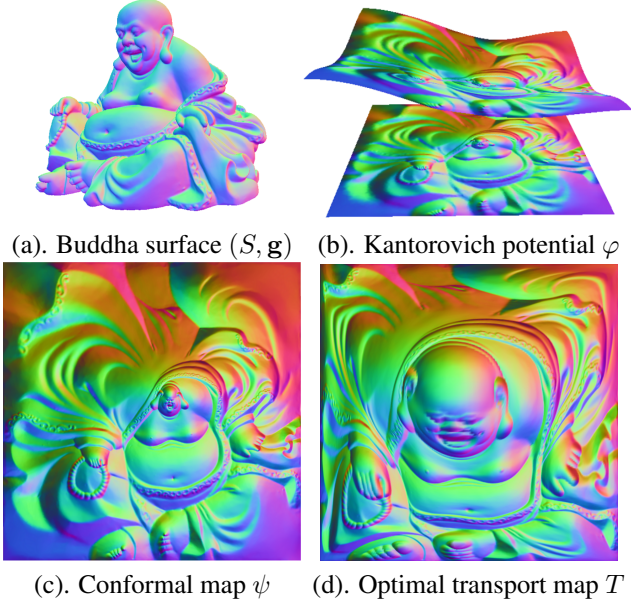 (a). Buddha surface (S, g)
(b). Kantorovich potential φ
(c). Conformal map ψ
(d). Optimal transport map T